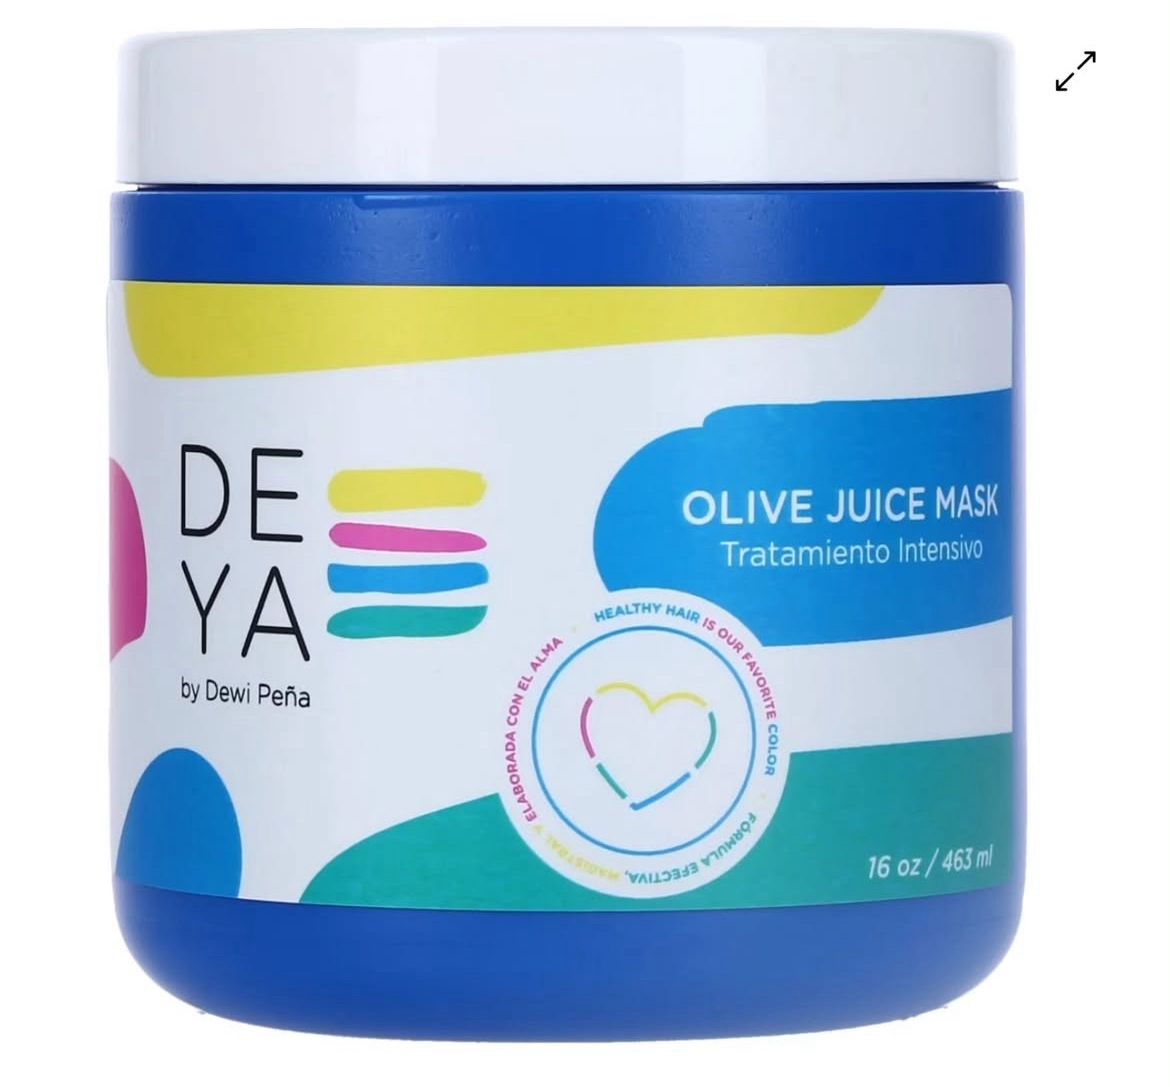 DE
YA
by Dewi Peña
OLIVE JUICE MASK
Tratamiento Intensivo
HEALTHY HAIR IS OUR FAVORITE COLOR
FÓRMULA EFECTIVA, MAGISTRAL Y ELABORADA CON EL ALMA
16 oz / 463 ml